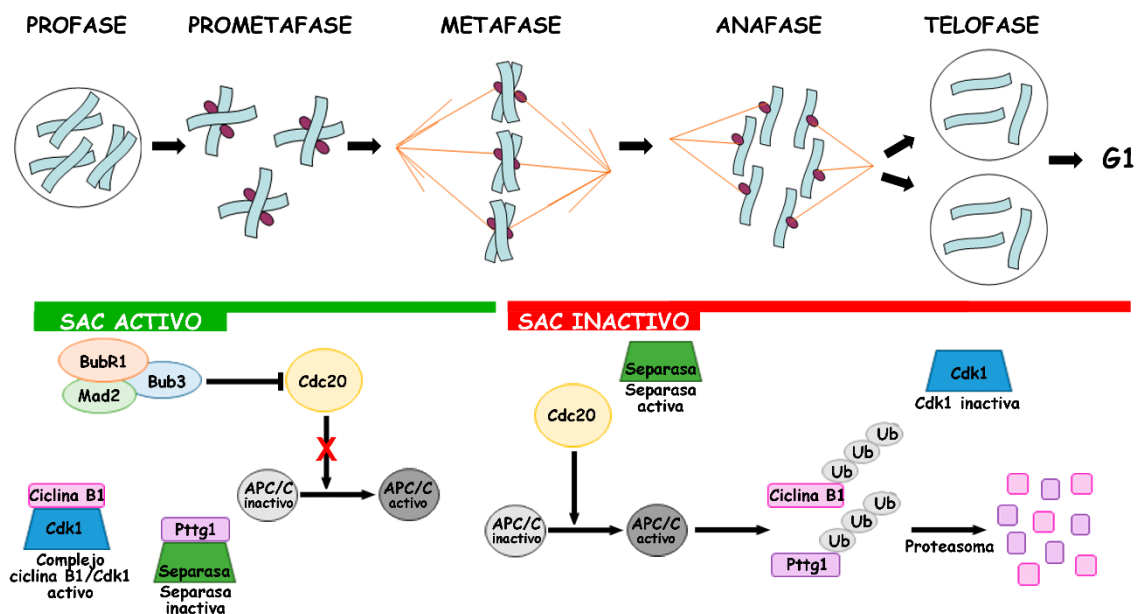 PROFASE
PROMETAFASE
METAFASE
ANAFASE
TELOFASE
G1
SAC ACTIVO
BubR1
Mad2
Bub3
Cdc20
X
APC/C
inactivo
APC/C
activo
Ciclina B1
Cdk1
Complejo
ciclina B1/Cdk1
activo
Pttg1
Separasa
Separasa
inactiva
SAC INACTIVO
Separasa
Separasa
activa
Cdk1
Cdk1 inactiva
Cdc20
APC/C
inactivo
APC/C
activo
Ub
Ub
Ub
Ciclina B1
Ub
Ub
Ub
Pttg1
Proteasoma